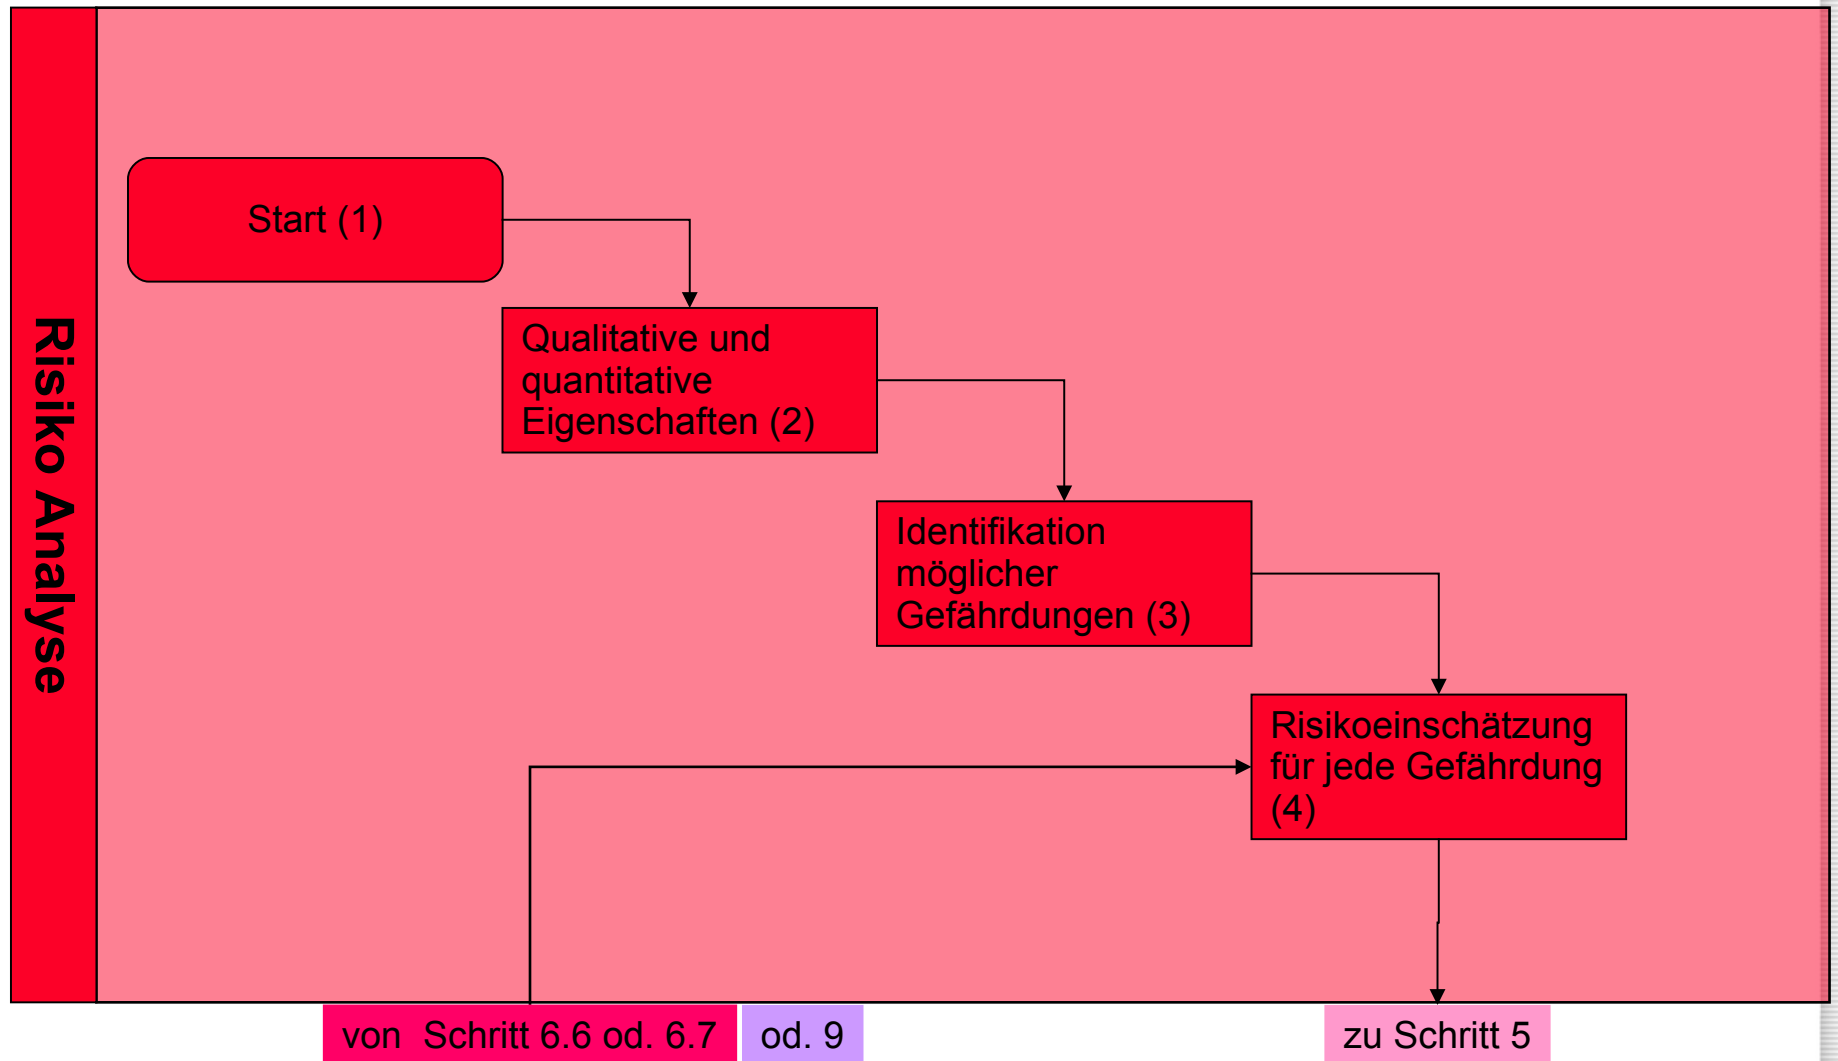 Risiko Analyse
Start (1)
Qualitative und
quantitative
Eigenschaften (2)
Identifikation
möglicher
Gefährdungen (3)
Risikoeinschätzung
für jede Gefährdung
(4)
von  Schritt 6.6 od. 6.7
od. 9
zu Schritt 5